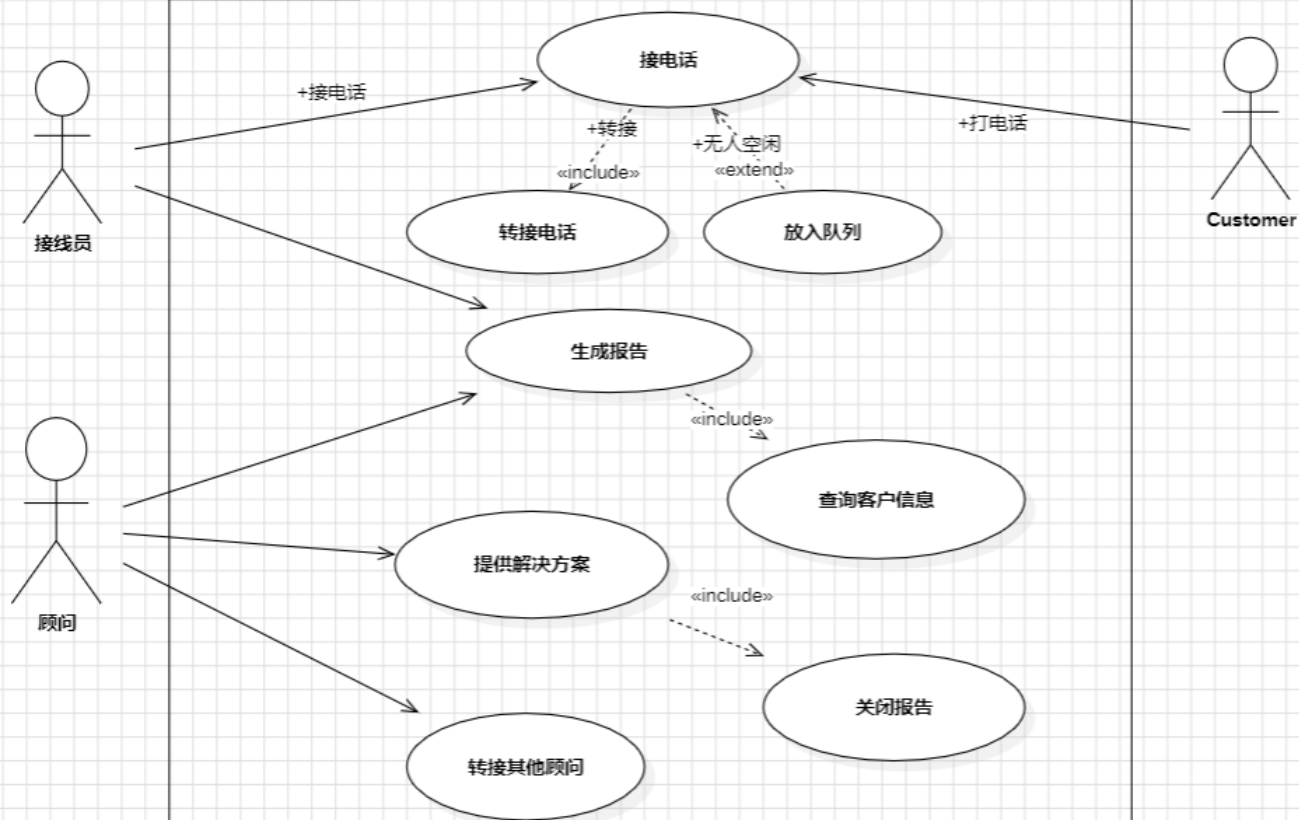 接电话
+接电话
+打电话
+转接
+无人空闲
«include»
«extend»
Customer
转接电话
放入队列
接线员
生成报告
«include»
查询客户信息
提供解决方案
«include»
顾问
关闭报告
转接其他顾问